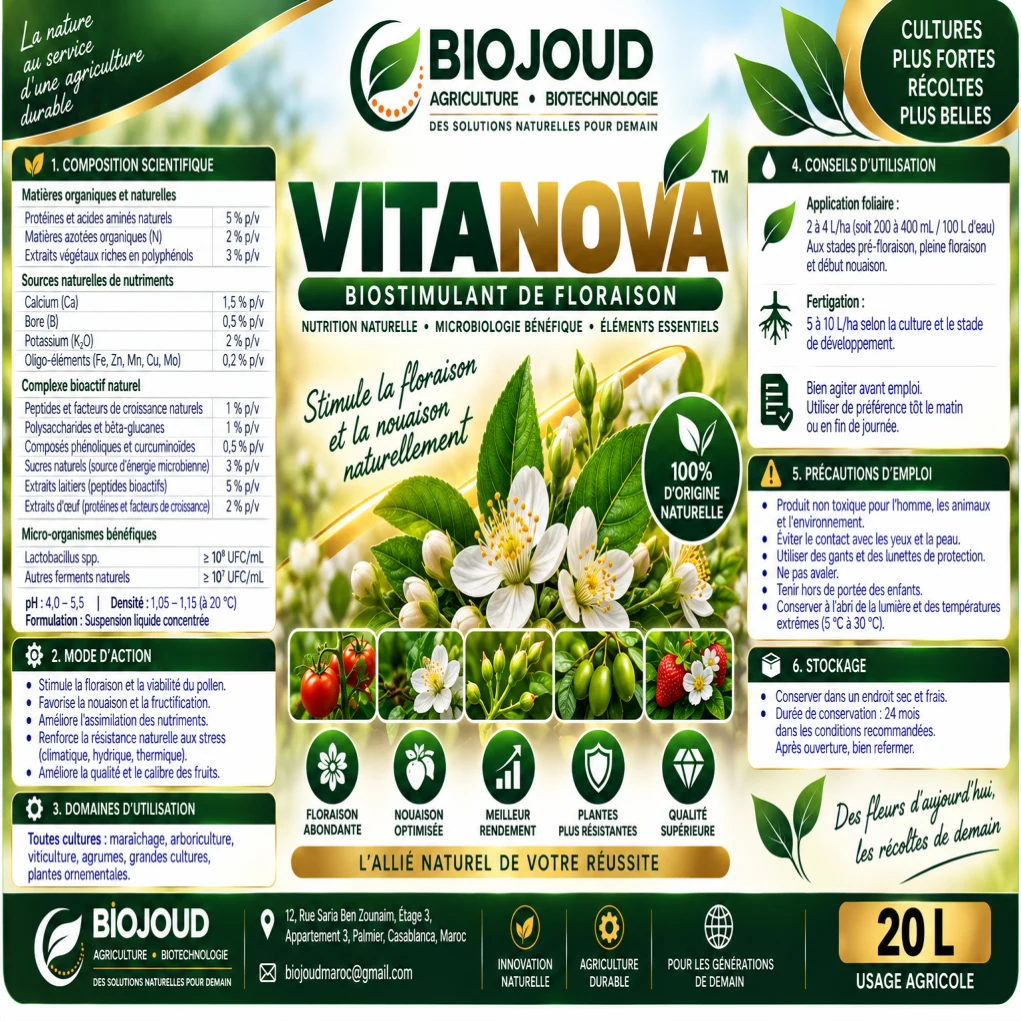 La nature
au service
d'une agriculture
durable
BIOJOUD
AGRICULTURE • BIOTECHNOLOGIE
DES SOLUTIONS NATURELLES POUR DEMAIN
CULTURES
PLUS FORTES
RÉCOLTES
PLUS BELLES
1. COMPOSITION SCIENTIFIQUE
Matières organiques et naturelles
Protéines et acides aminés naturels 5 % p/v
Matières azotées organiques (N) 2 % p/v
Extraits végétaux riches en polyphénols 3 % p/v
Sources naturelles de nutriments
Calcium (Ca) 1,5 % p/v
Bore (B) 0,5 % p/v
Potassium (K₂O) 2 % p/v
Oligo-éléments (Fe, Zn, Mn, Cu, Mo) 0,2 % p/v
Complexe bioactif naturel
Peptides et facteurs de croissance naturels 1 % p/v
Polysaccharides et bêta-glucanes 1 % p/v
Composés phénoliques et curcuminoïdes 0,5 % p/v
Sucres naturels (source d'énergie microbienne) 3 % p/v
Extraits laitiers (peptides bioactifs) 5 % p/v
Extraits d'œuf (protéines et facteurs de croissance) 2 % p/v
Micro-organismes bénéfiques
Lactobacillus spp. ≥ 10⁸ UFC/mL
Autres ferments naturels ≥ 10⁷ UFC/mL
pH : 4,0 – 5,5 | Densité : 1,05 – 1,15 (à 20 °C)
Formulation : Suspension liquide concentrée
2. MODE D'ACTION
• Stimule la floraison et la viabilité du pollen.
• Favorise la nouaison et la fructification.
• Améliore l'assimilation des nutriments.
• Renforce la résistance naturelle aux stress
(climatique, hydrique, thermique).
• Améliore la qualité et le calibre des fruits.
3. DOMAINES D'UTILISATION
Toutes cultures : maraîchage, arboriculture,
viticulture, agrumes, grandes cultures,
plantes ornementales.
VITANOVA™
BIOSTIMULANT DE FLORAISON
NUTRITION NATURELLE • MICROBIOLOGIE BÉNÉFIQUE • ÉLÉMENTS ESSENTIELS
Stimule la floraison
et la nouaison
naturellement
100%
D'ORIGINE
NATURELLE
FLORAISON
ABONDANTE
NOUAISON
OPTIMISÉE
MEILLEUR
RENDEMENT
PLANTES
PLUS RÉSISTANTES
QUALITÉ
SUPÉRIEURE
L'ALLIÉ NATUREL DE VOTRE RÉUSSITE
4. CONSEILS D'UTILISATION
Application foliaire :
2 à 4 L/ha (soit 200 à 400 mL / 100 L d'eau)
Aux stades pré-floraison, pleine floraison
et début nouaison.
Fertigation :
5 à 10 L/ha selon la culture et le stade
de développement.
Bien agiter avant emploi.
Utiliser de préférence tôt le matin
ou en fin de journée.
5. PRÉCAUTIONS D'EMPLOI
• Produit non toxique pour l'homme, les animaux
et l'environnement.
• Éviter le contact avec les yeux et la peau.
• Utiliser des gants et des lunettes de protection.
• Ne pas avaler.
• Tenir hors de portée des enfants.
• Conserver à l'abri de la lumière et des températures
extrêmes (5 °C à 30 °C).
6. STOCKAGE
• Conserver dans un endroit sec et frais.
• Durée de conservation : 24 mois
dans les conditions recommandées.
Après ouverture, bien refermer.
Des fleurs d'aujourd'hui,
les récoltes de demain
BIOJOUD
AGRICULTURE • BIOTECHNOLOGIE
DES SOLUTIONS NATURELLES POUR DEMAIN
12, Rue Saria Ben Zounaim, Étage 3,
Appartement 3, Palmier, Casablanca, Maroc
biojoudmaroc@gmail.com
INNOVATION
NATURELLE
AGRICULTURE
DURABLE
POUR LES GÉNÉRATIONS
DE DEMAIN
20 L
USAGE AGRICOLE